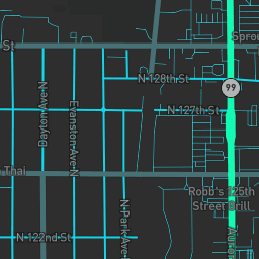 Sprou
St
N 128th St
99
N 127th St
Dayton Ave N
Evanston Ave N
Thai
Robb's 125th
Street Grill
N Park Ave
N 122nd St
Auro